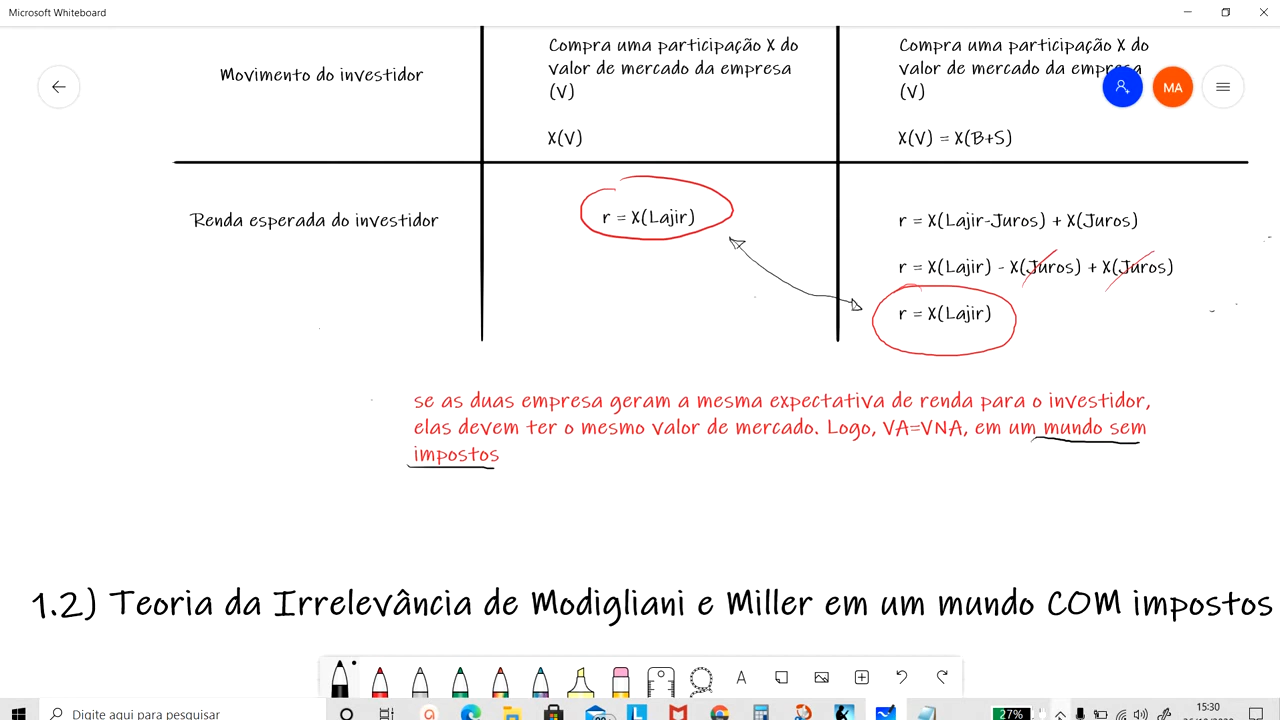 Microsoft Whiteboard
Compra uma participação X do
valor de mercado da empresa
(V)
X(V)
Compra uma participação X do
valor de mercado da empresa
(V)
X(V) = X(B+S)
Movimento do investidor
MA
Renda esperada do investidor
r = X(Lajir)
r = X(Lajir-Juros) + X(Juros)
r = X(Lajir) - X(Juros) + X(Juros)
r = X(Lajir)
se as duas empresa geram a mesma expectativa de renda para o investidor,
elas devem ter o mesmo valor de mercado. Logo, VA=VNA, em um mundo sem
impostos
1.2) Teoria da Irrelevância de Modigliani e Miller em um mundo COM impostos
A
Digite aqui para pesquisar
27%
15:30